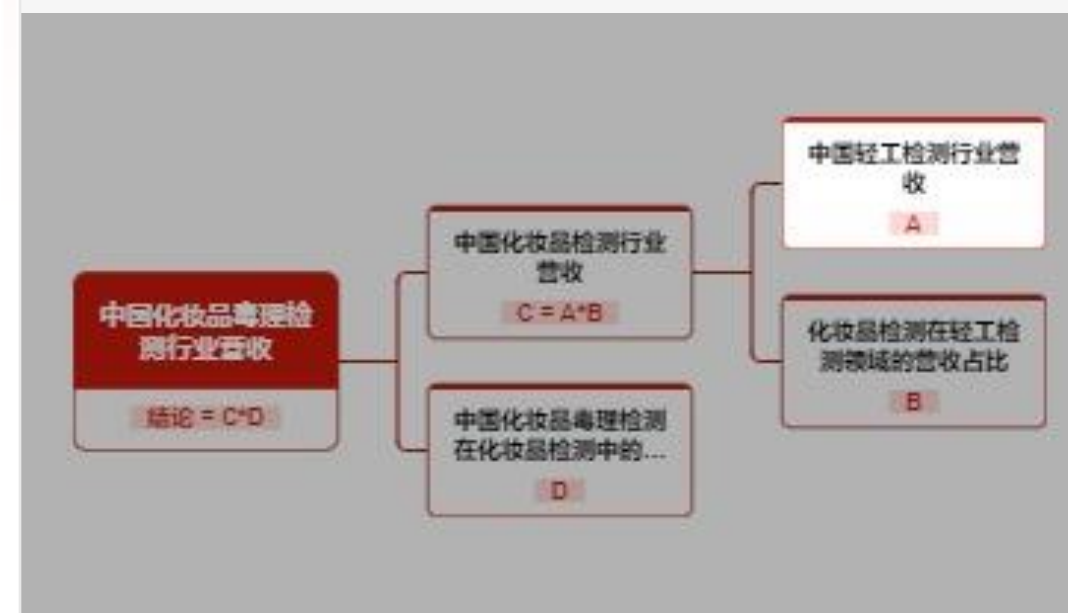 中国轻工检测行业营
收
A
中国化妆品检测行业
营收
C = A*B
中国化妆品毒理检
测行业营收
结论 = C*D
化妆品检测在轻工检
测领域的营收占比
B
中国化妆品毒理检测
在化妆品检测中的...
D